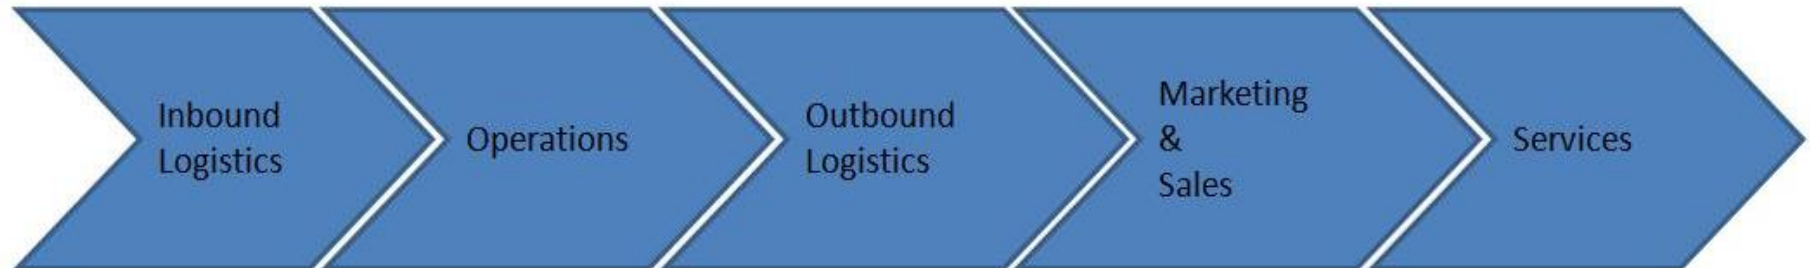 Inbound
Logistics
Operations
Outbound
Logistics
Marketing
&
Sales
Services